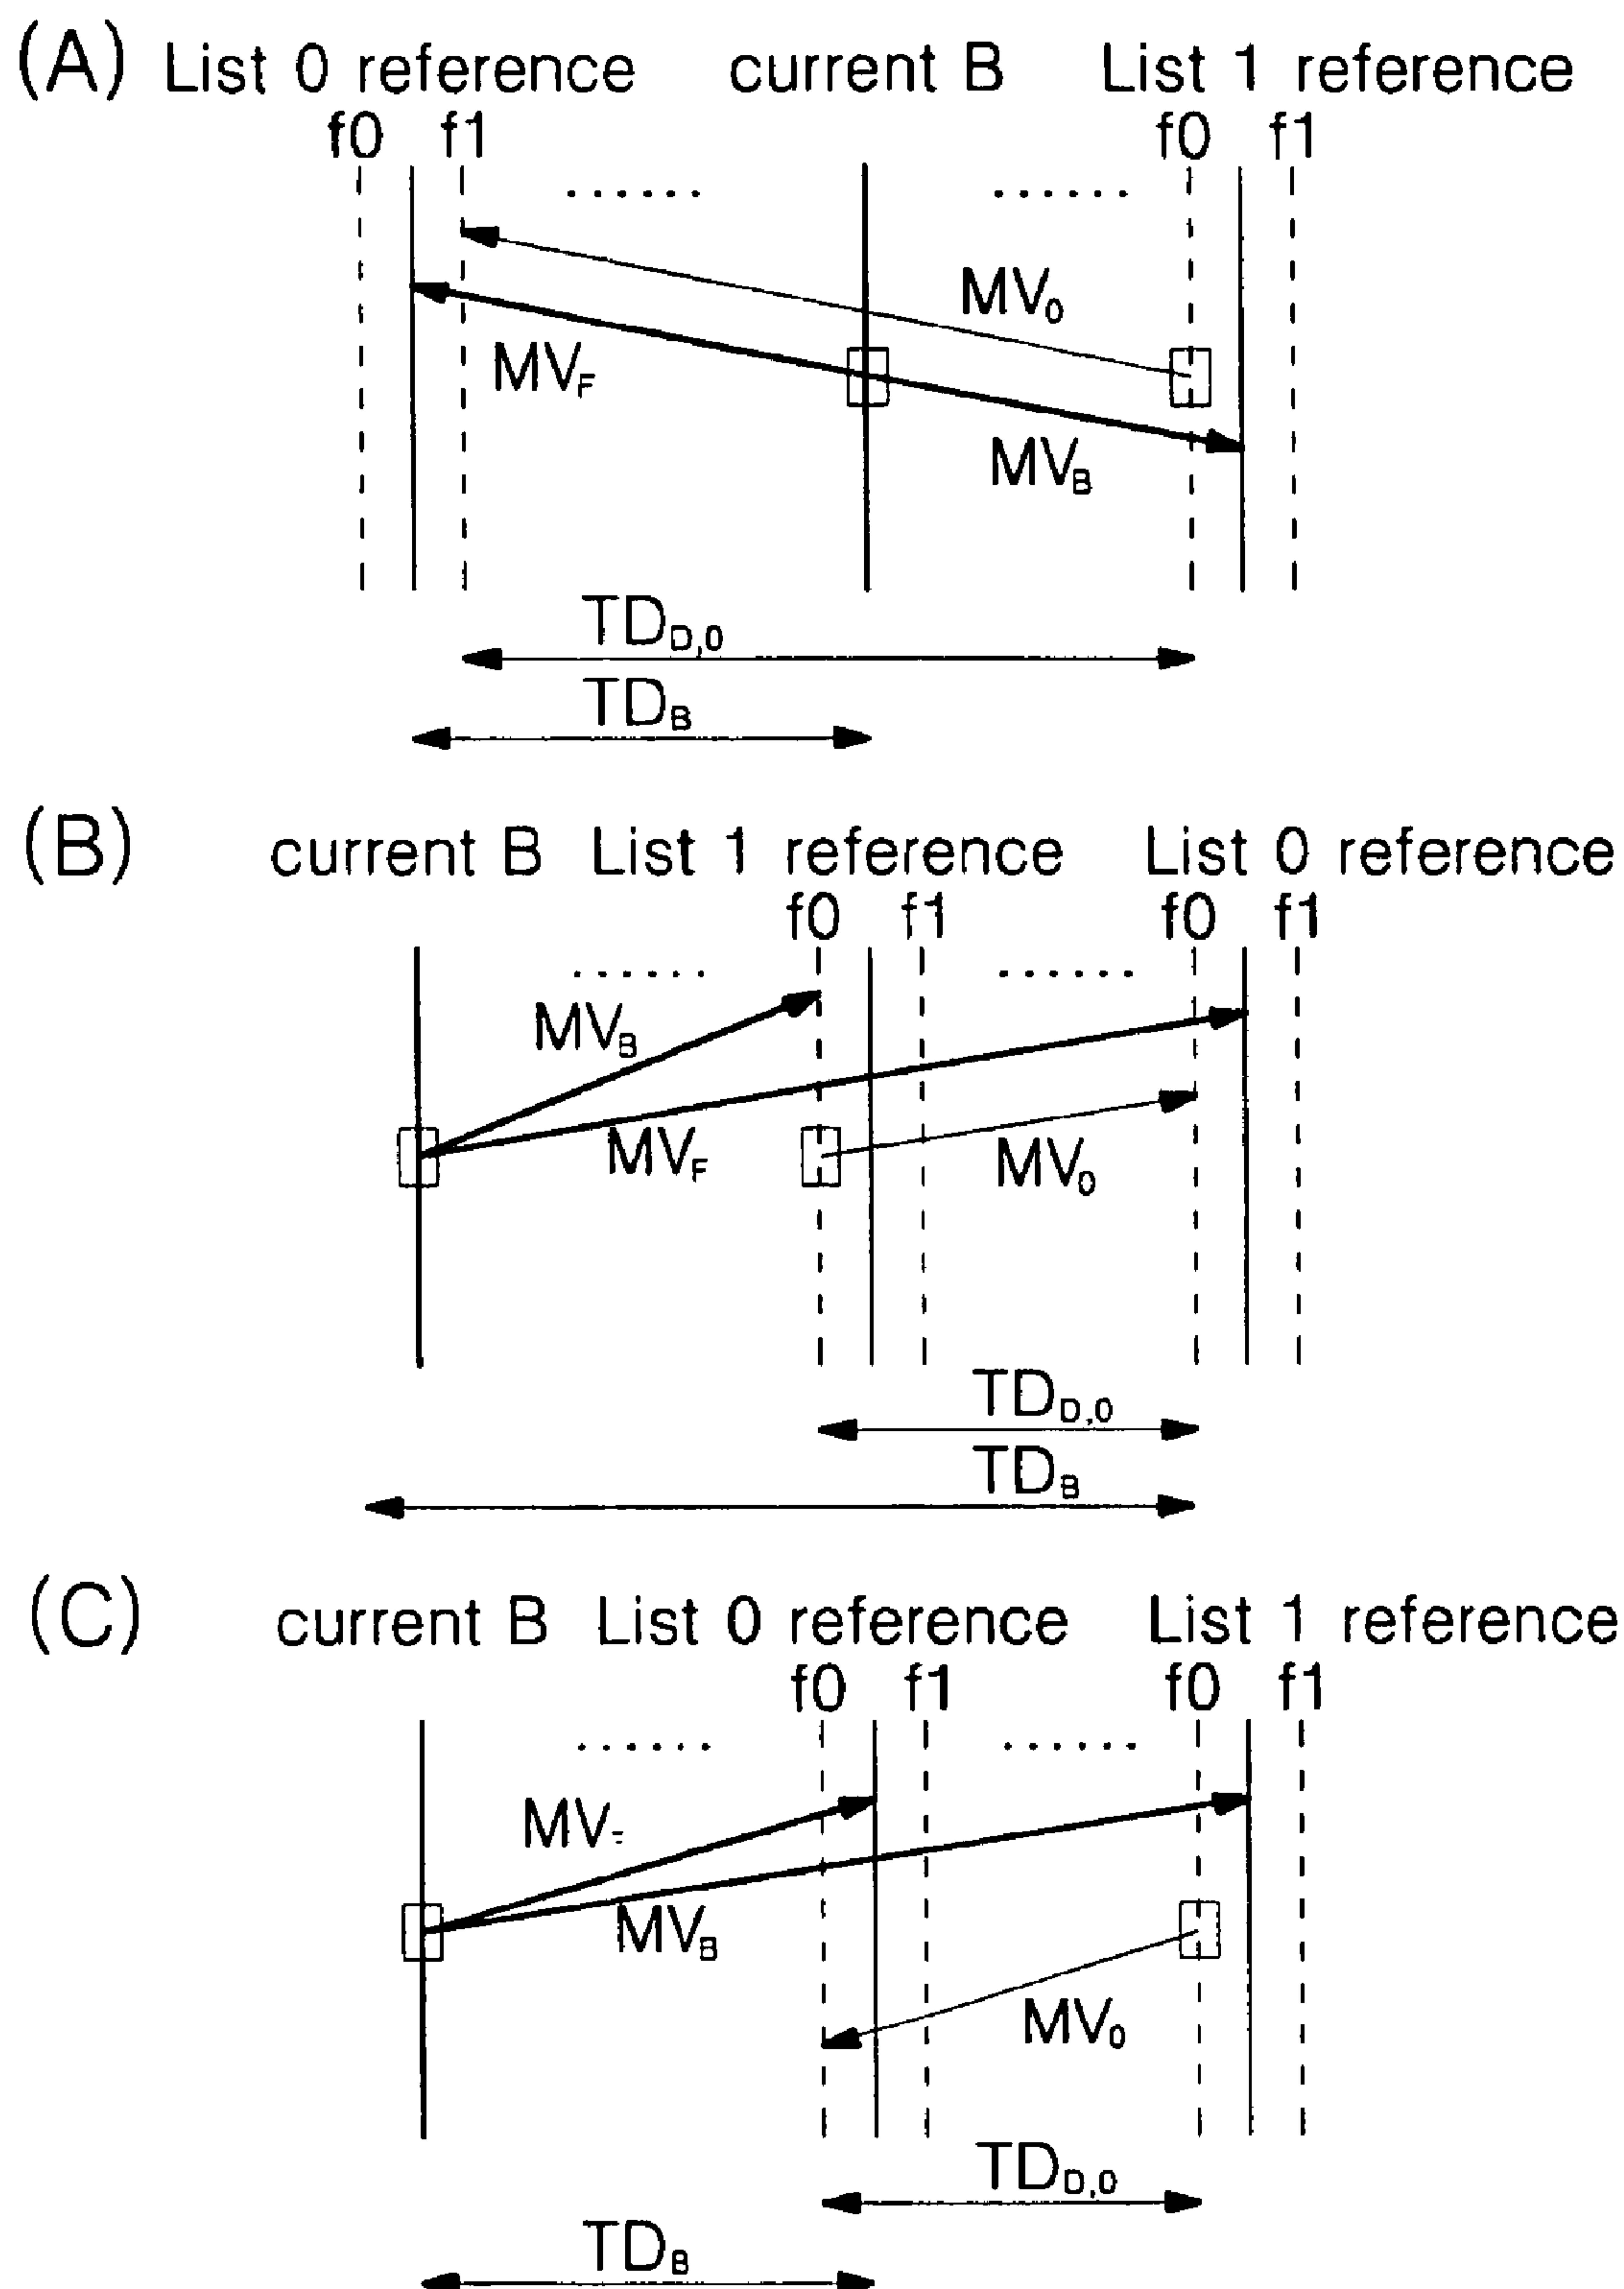 (A) List 0 reference current B List 1 reference
f0 f1 f0 f1
......  ......
MV0
MVF
MVB
TDD,0
TDB
(B) current B List 1 reference List 0 reference
f0 f1 f0 f1
......  ......
MVB
MVF MV0
TDD,0
TDB
(C) current B List 0 reference List 1 reference
f0 f1 f0 f1
......  ......
MV
MVB
MV0
TDD,0
TDB